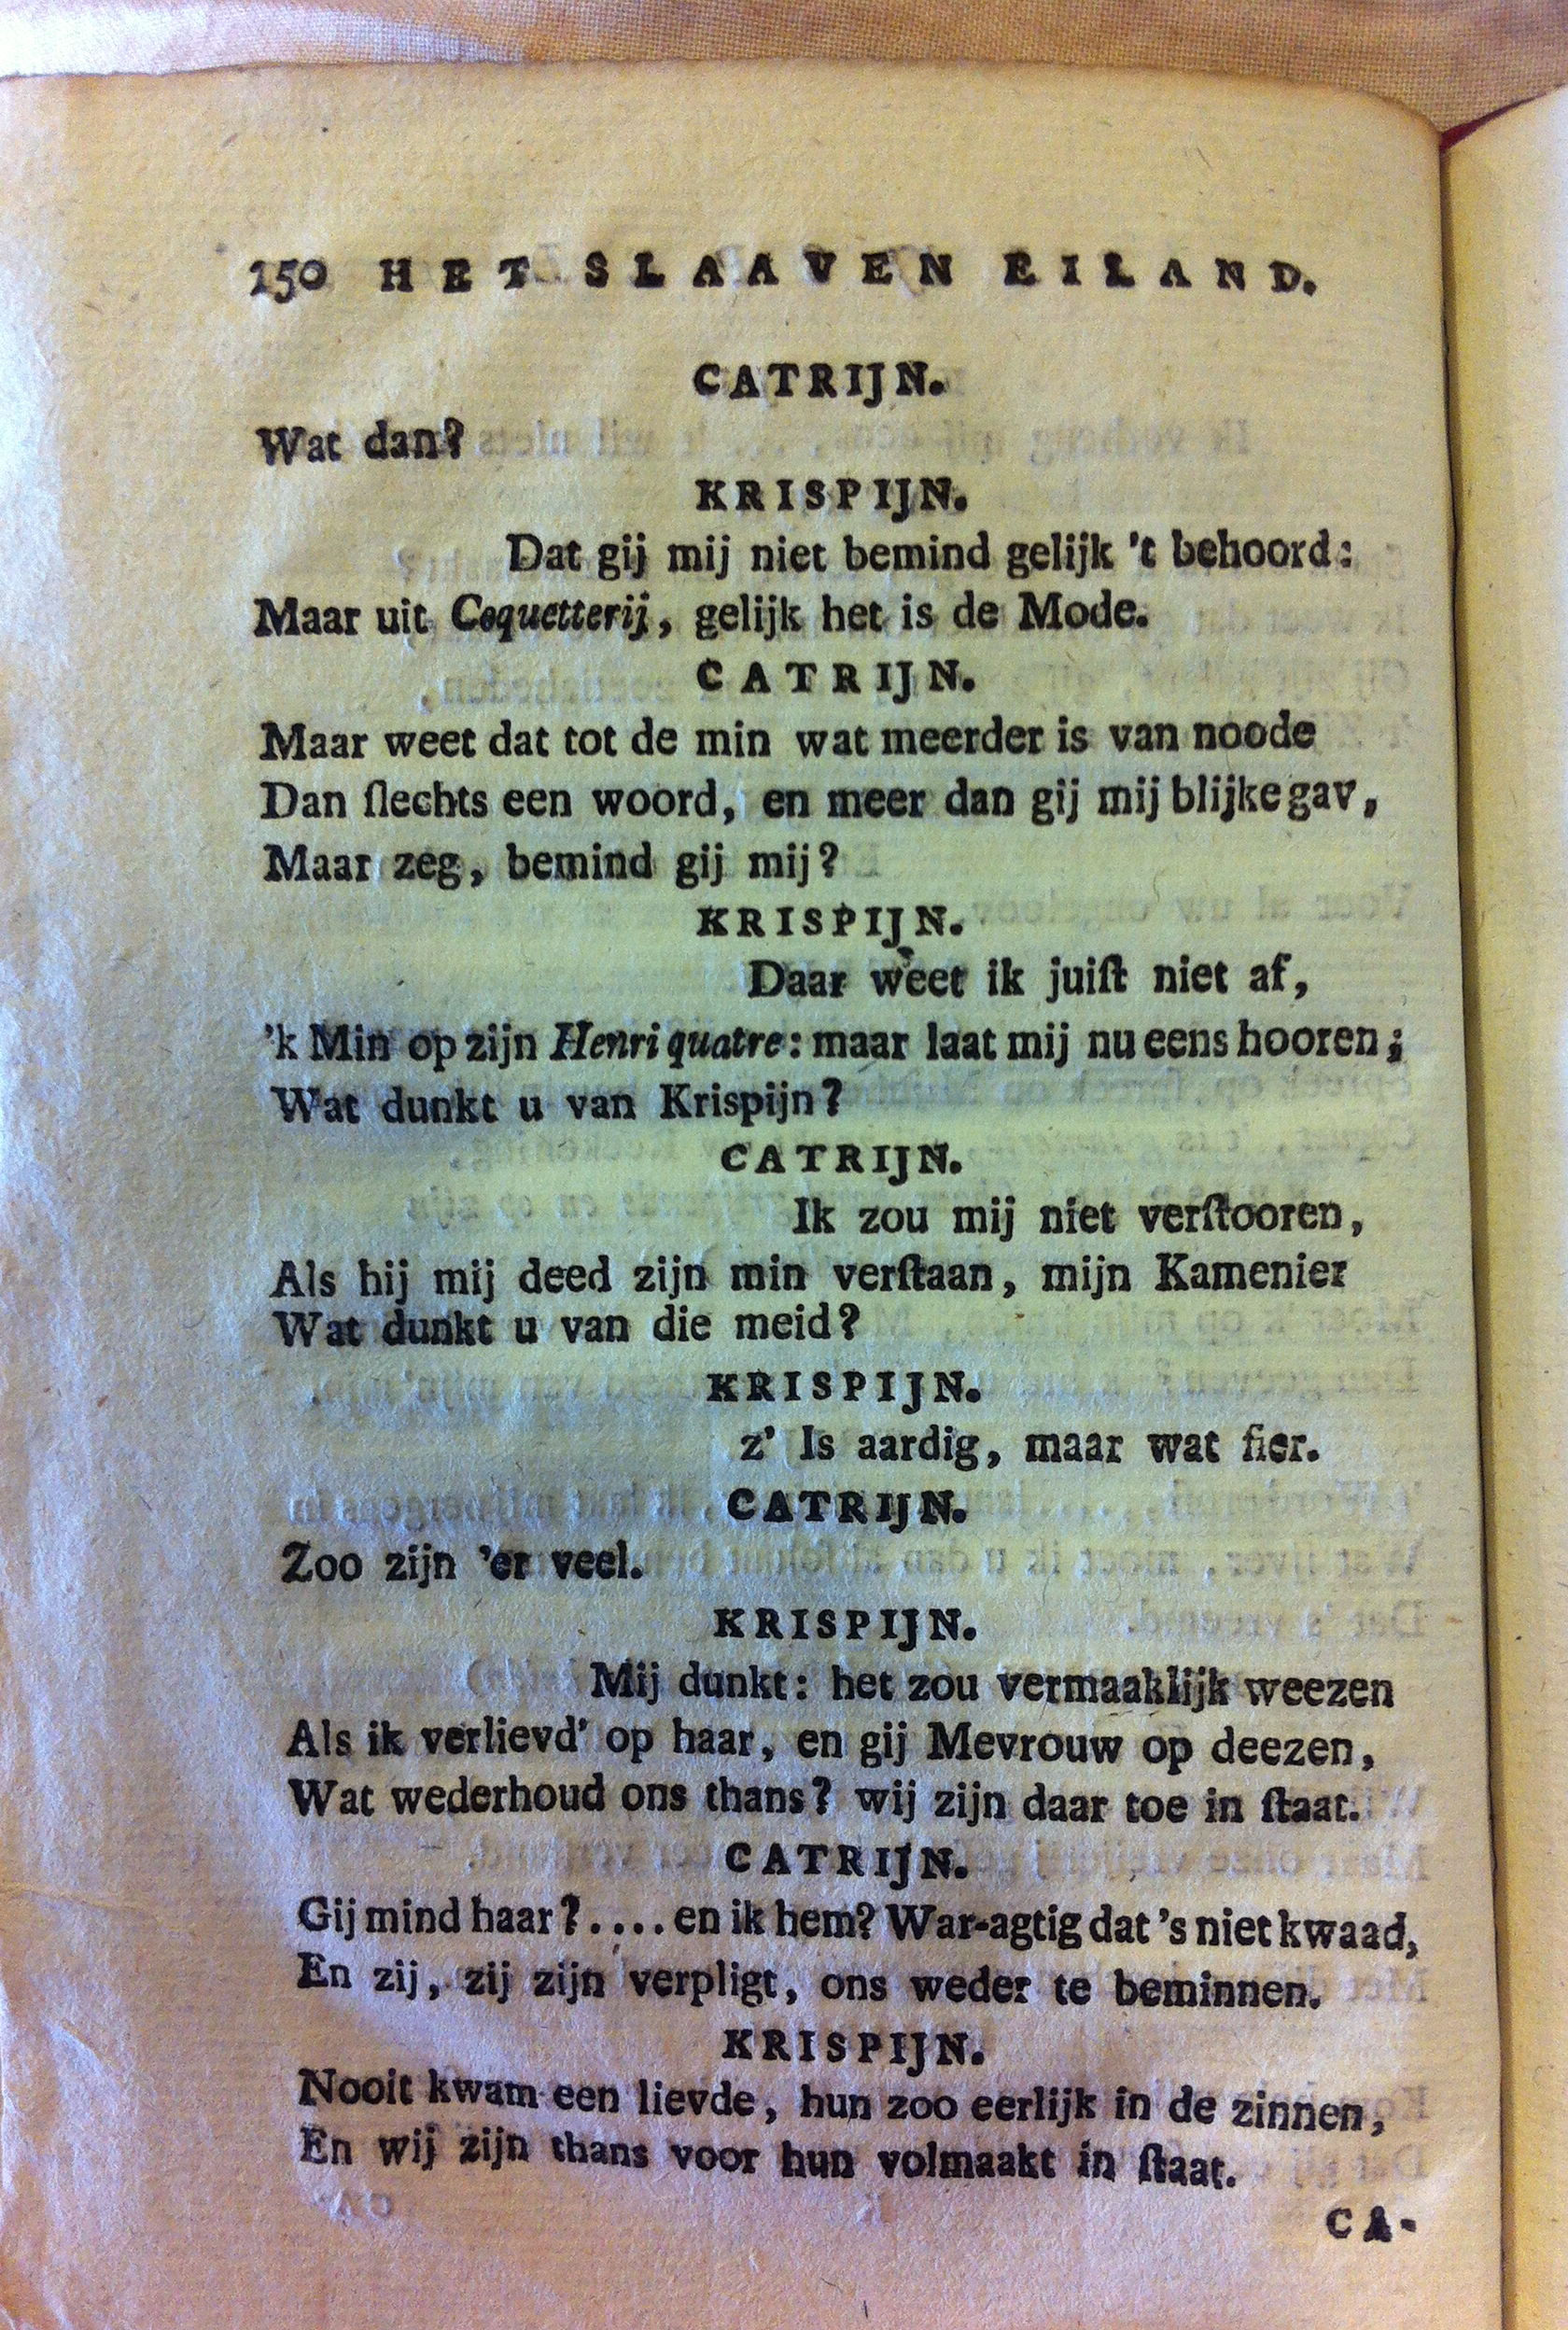 150 HET SLAAVEN EILAND.
CATRIJN.
Wat dan?
KRISPIJN.
Dat gij mij niet bemind gelijk 't behoord:
Maar uit Coquetterij, gelijk het is de Mode.
CATRIJN.
Maar weet dat tot de min wat meerder is van noode
Dan ſlechts een woord, en meer dan gij mij blijke gav,
Maar zeg, bemind gij mij?
KRISPIJN.
Daar weet ik juiſt niet af,
'k Min op zijn Henri quatre: maar laat mij nu eens hooren;
Wat dunkt u van Krispijn?
CATRIJN.
Ik zou mij niet verſtooren,
Als hij mij deed zijn min verſtaan, mijn Kamenier
Wat dunkt u van die meid?
KRISPIJN.
z' Is aardig, maar wat fier.
CATRIJN.
Zoo zijn 'er veel.
KRISPIJN.
Mij dunkt: het zou vermaaklijk weezen
Als ik verlievd' op haar, en gij Mevrouw op deezen,
Wat wederhoud ons thans? wij zijn daar toe in ſtaat.
CATRIJN.
Gij mind haar?.... en ik hem? War-agtig dat 's niet kwaad,
En zij, zij zijn verpligt, ons weder te beminnen.
KRISPIJN.
Nooit kwam een lievde, hun zoo eerlijk in de zinnen,
En wij zijn thans voor hun volmaakt in ſtaat.
CA-